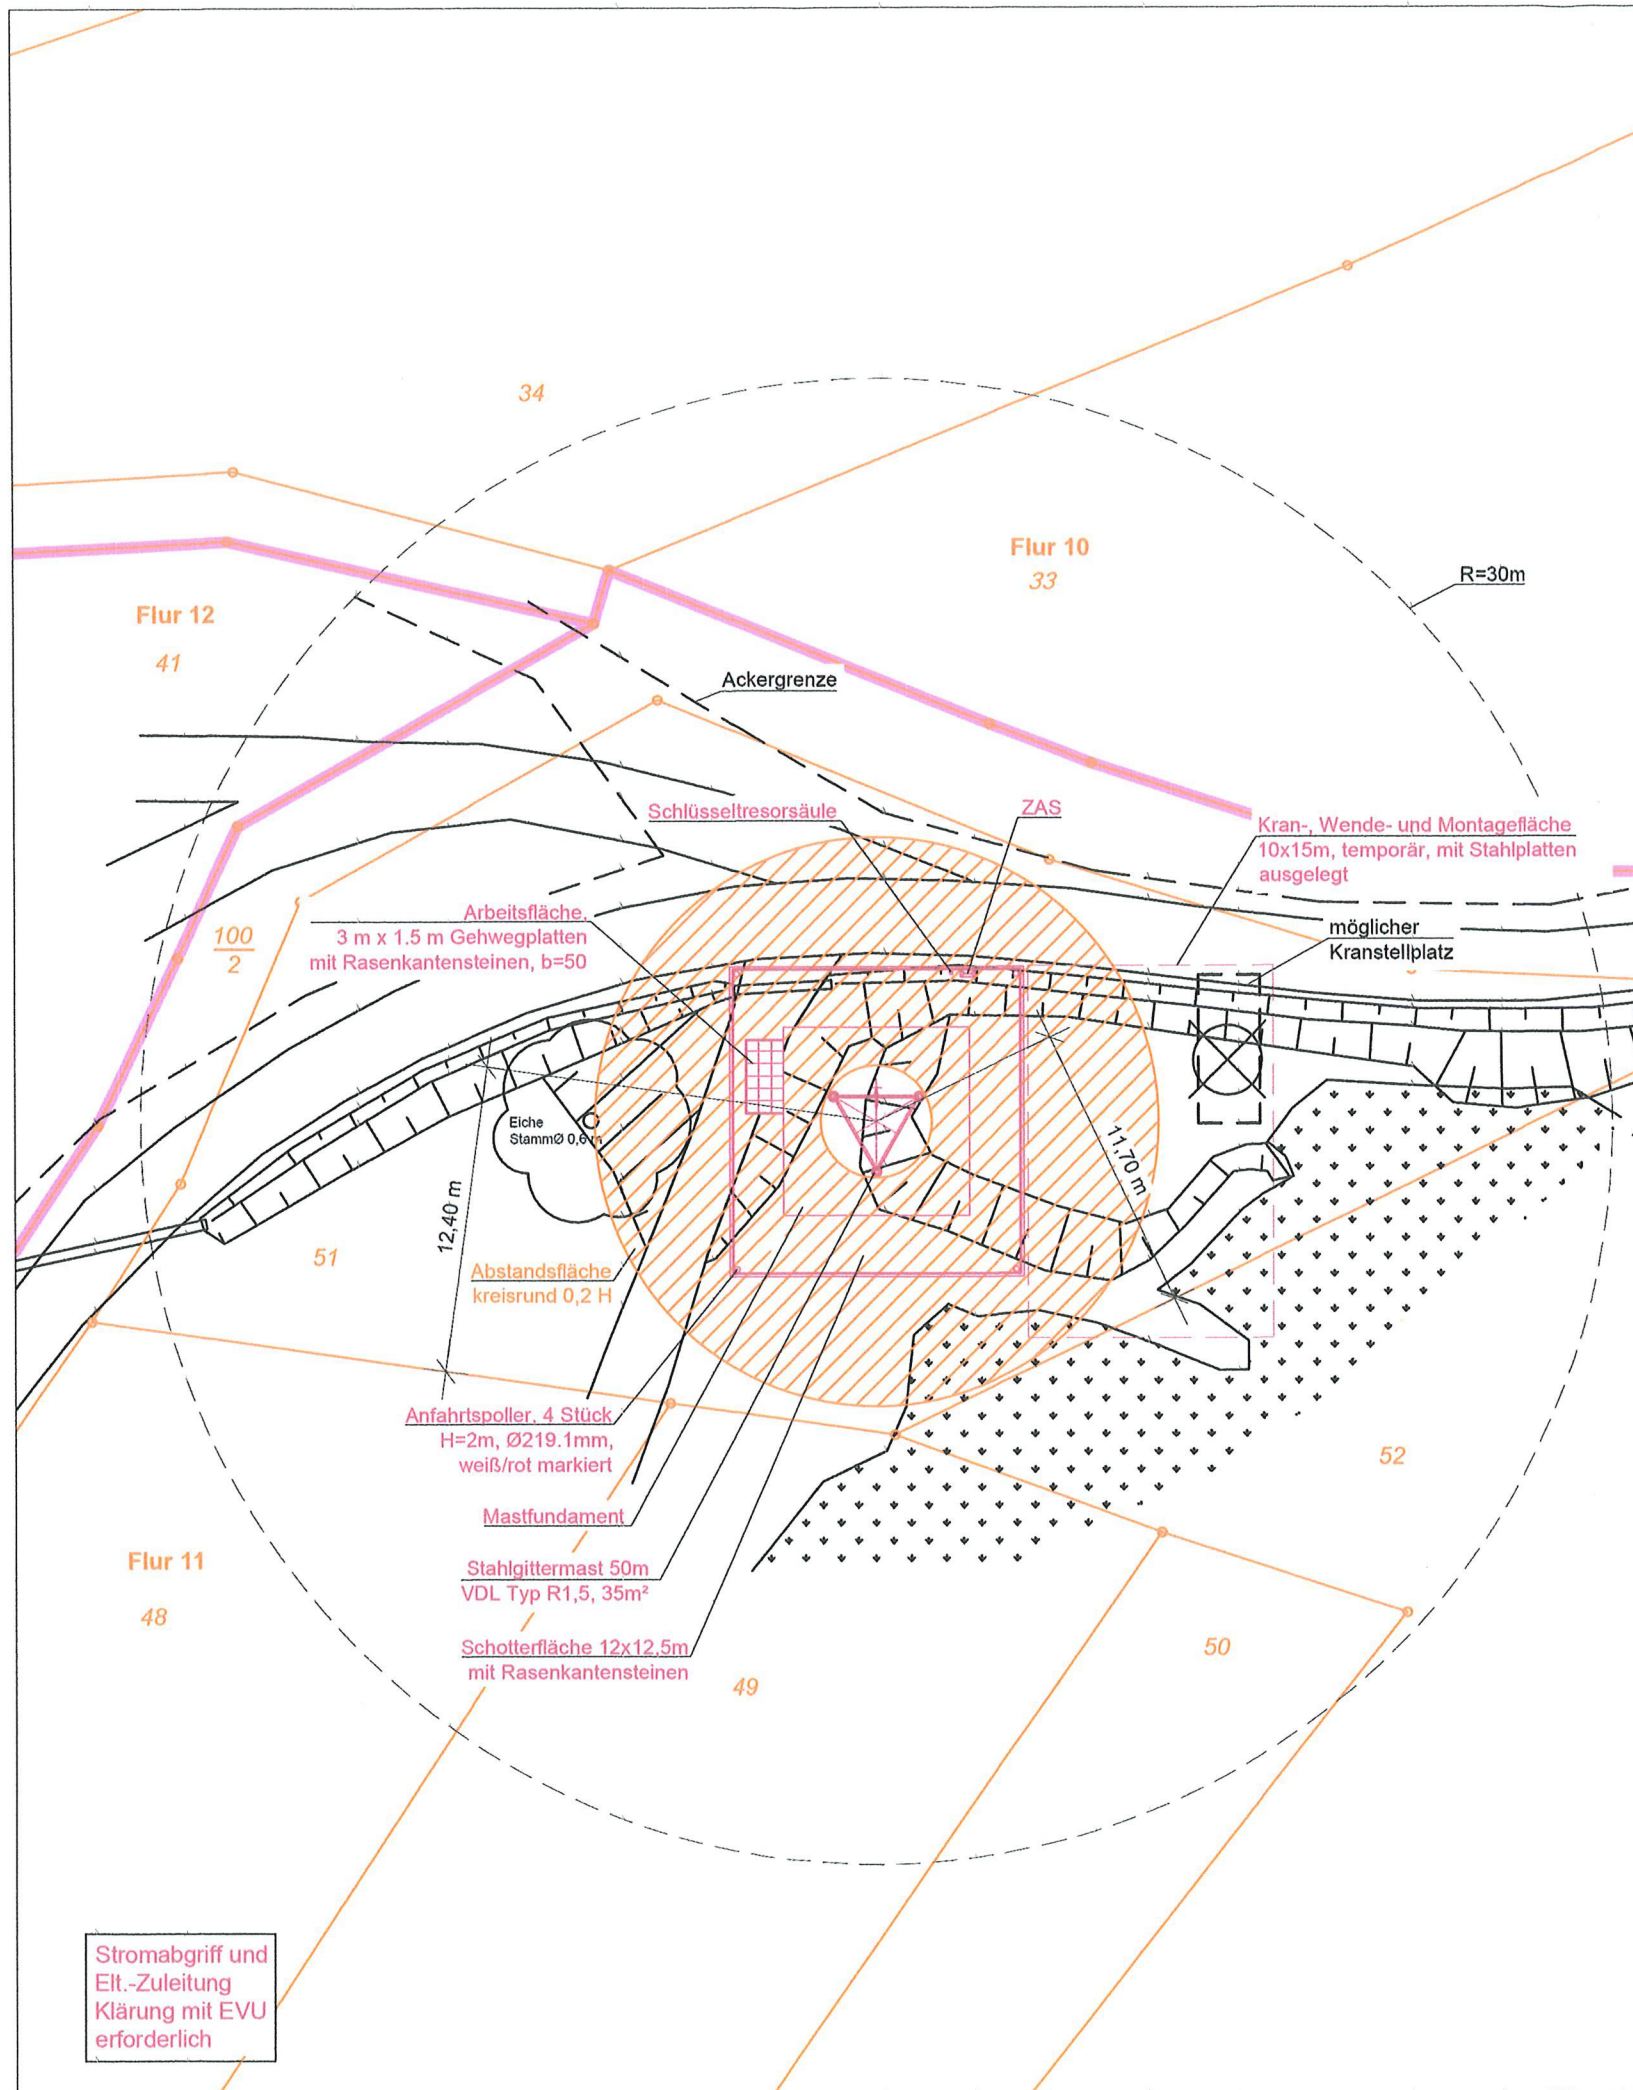 34
Flur 10
33
R=30m
Flur 12
41
Ackergrenze
Schlüsseltresorsäule
ZAS
Kran-, Wende- und Montagefläche
10x15m, temporär, mit Stahlplatten
ausgelegt
Arbeitsfläche,
3 m x 1.5 m Gehwegplatten
mit Rasenkantensteinen, b=50
100
2
möglicher
Kranstellplatz
Eiche
StammØ 0,6 m
11,70 m
12,40 m
51
Abstandsfläche
kreisrund 0,2 H
Anfahrtspoller, 4 Stück
H=2m, Ø219.1mm,
weiß/rot markiert
52
Mastfundament
Flur 11
48
Stahlgittermast 50m
VDL Typ R1,5, 35m²
Schotterfläche 12x12,5m
mit Rasenkantensteinen
50
49
Stromabgriff und
Elt.-Zuleitung
Klärung mit EVU
erforderlich